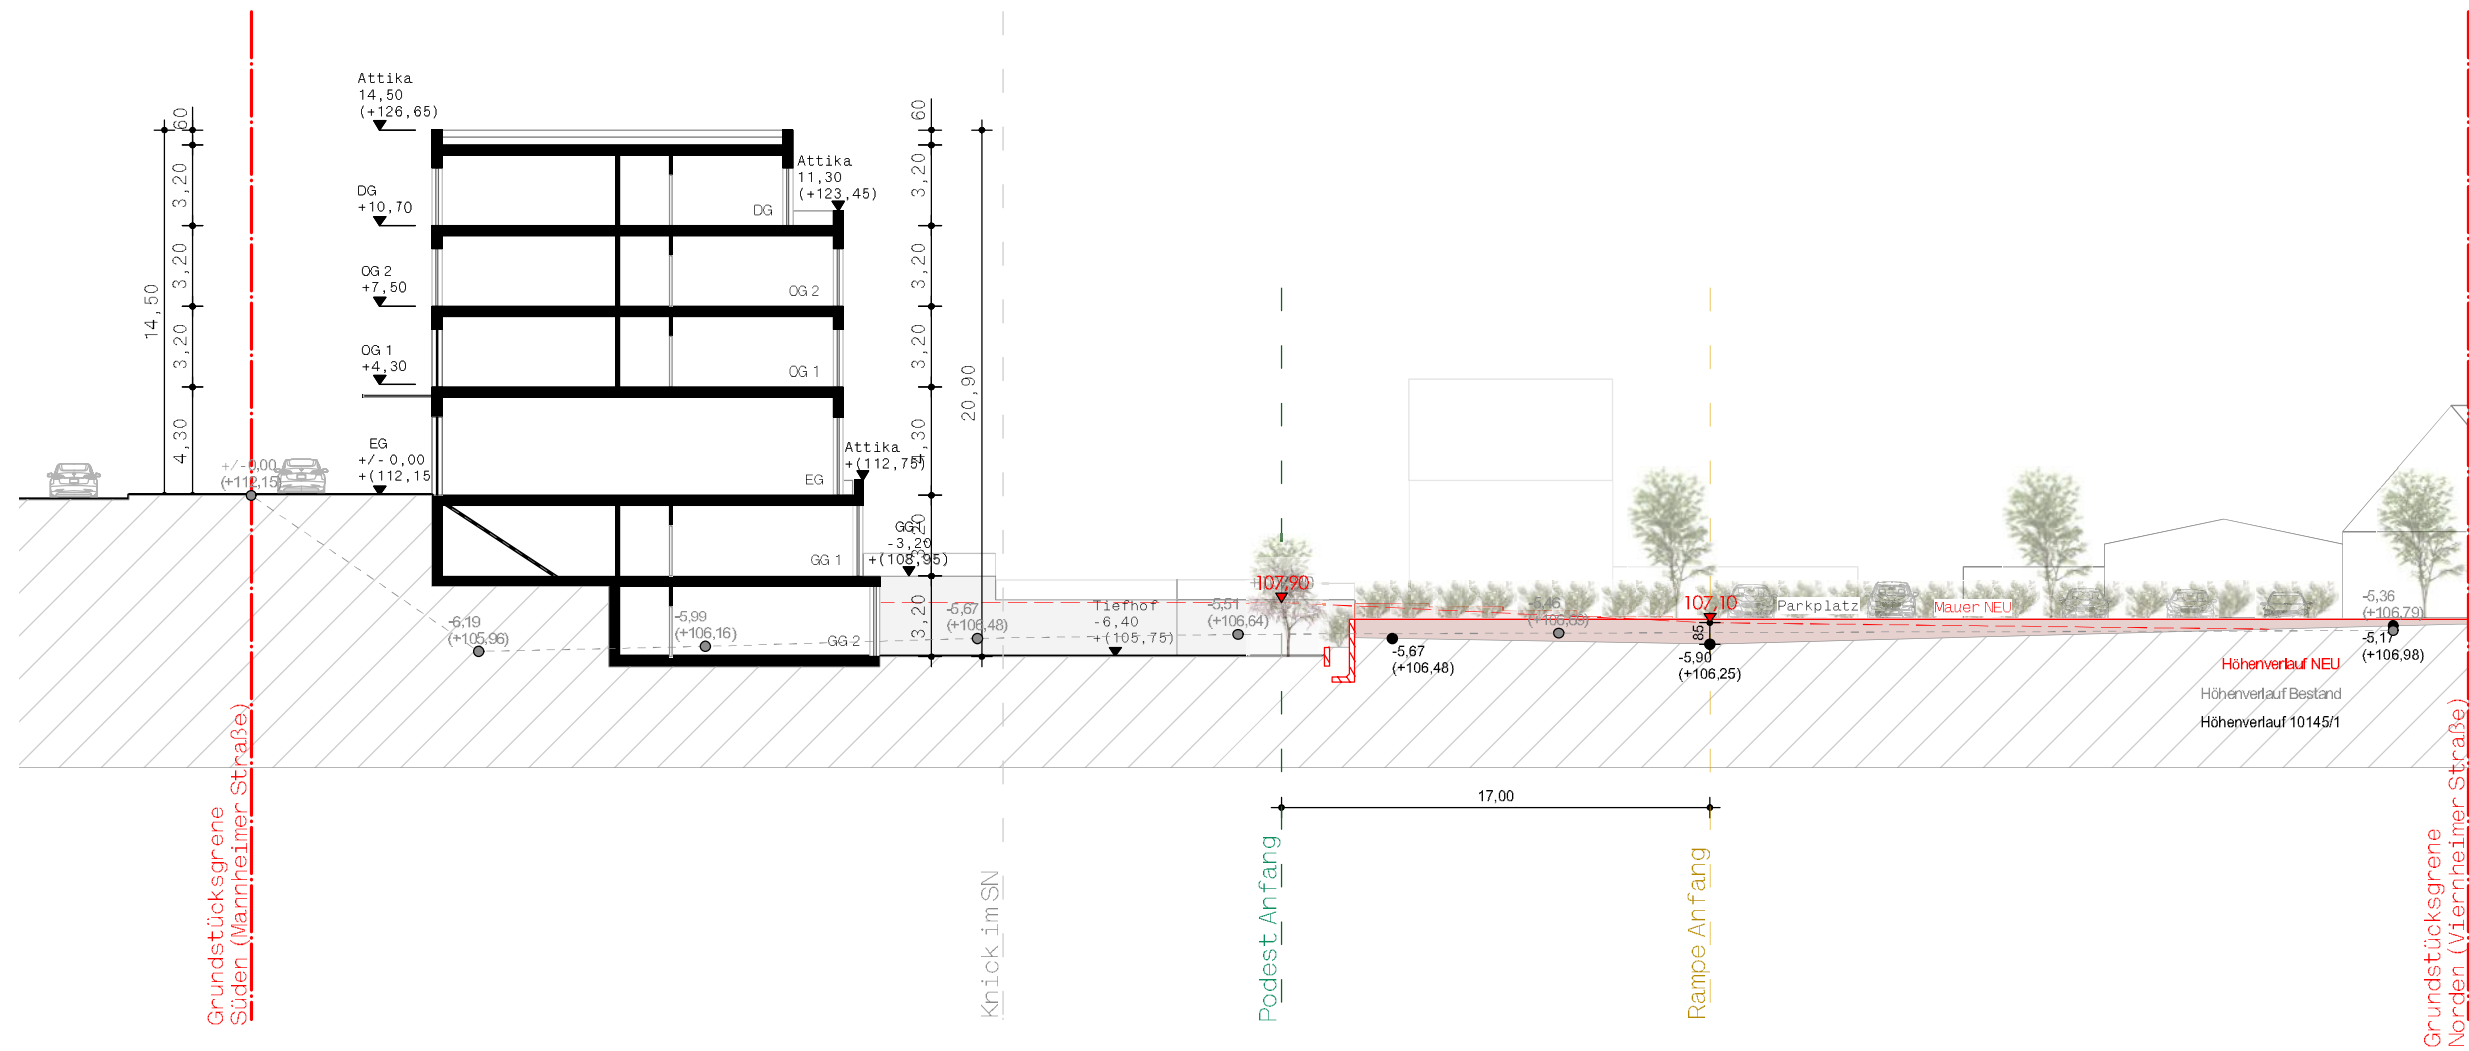 Attika
14,50
(+126,65)
60
3,20
3,20
3,20
4,30
14,50
DG
+10,70
OG 2
+7,50
OG 1
+4,30
EG
+/- 0,00
+(112,15
+/-0,00
(+112,15)
Attika
11,30
(+123,45)
DG
OG 2
OG 1
EG
GG 1
GG 2
Attika
+(112,75)
60
3,20
3,20
3,20
4,30
3,20
3,20
20,90
GG1
-3,20
+(108,95)
-6,19
(+105,96)
-5,99
(+106,16)
-5,67
(+106,48)
Tiefhof
-6,40
+(105,75)
-5,51
(+106,64)
107,90
-5,67
(+106,48)
107,10
85
-5,90
(+106,25)
Parkplatz
Mauer NEU
-5,36
(+106,79)
-5,17
(+106,98)
Höhenverlauf NEU
Höhenverlauf Bestand
Höhenverlauf 10145/1
17,00
Grundstücksgrene
Süden (Mannheimer Straße)
Knick im SN
Podest Anfang
Rampe Anfang
Grundstücksgrene
Norden (Viernheimer Straße)